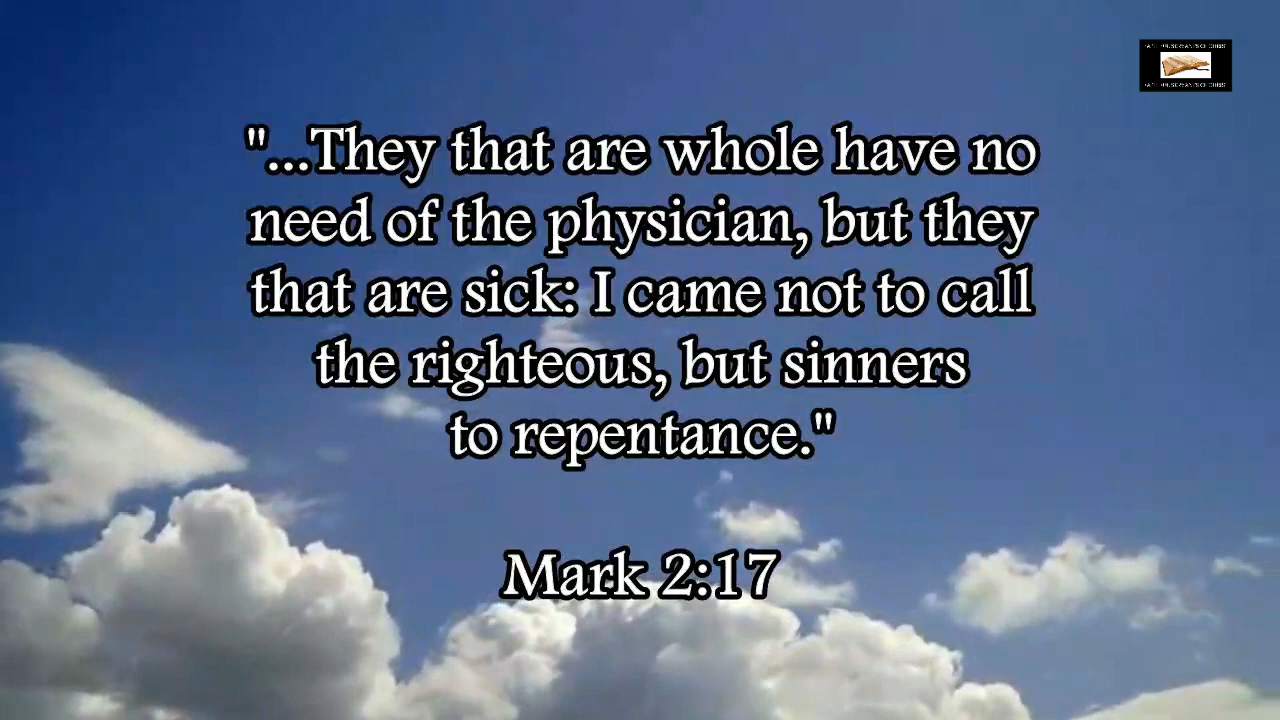 "...They that are whole have no
need of the physician, but they
that are sick: I came not to call
the righteous, but sinners
to repentance."
Mark 2:17